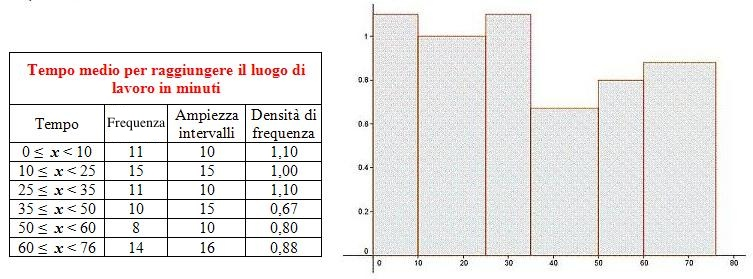 Tempo medio per raggiungere il luogo di
lavoro in minuti
Tempo Frequenza Ampiezza intervalli Densità di frequenza
0 ≤ x < 10 11 10 1,10
10 ≤ x < 25 15 15 1,00
25 ≤ x < 35 11 10 1,10
35 ≤ x < 50 10 15 0,67
50 ≤ x < 60 8 10 0,80
60 ≤ x < 76 14 16 0,88
1
0.8
0.6
0.4
0.2
0
0 10 20 30 40 50 60 70 80